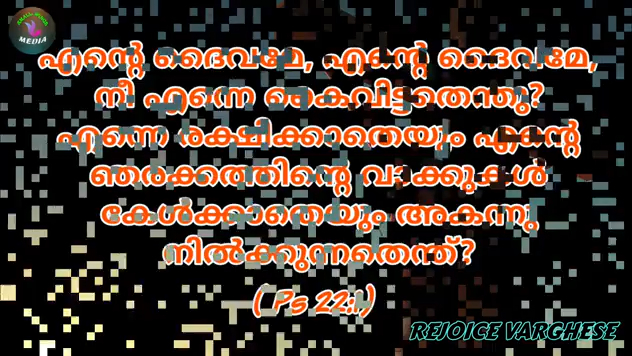 MEDIA
എന്റെ ദൈവമേ, എന്റെ ദൈവമേ,
നീ എന്നെ കൈവിട്ടതെന്തു?
എന്നെ രക്ഷിക്കാതെയും എന്റെ
ഞരക്കത്തിന്റെ വാക്കുകൾ
കേൾക്കാതെയും അകന്നു
നിൽക്കുന്നതെന്ത്?
( Ps 22:1)
REJOICE VARGHESE